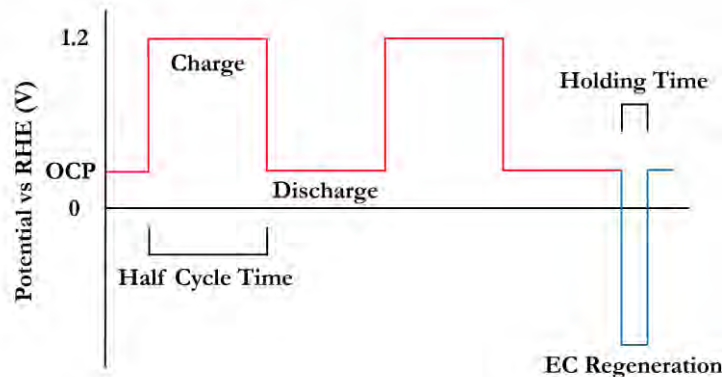 1.2
Charge
Holding Time
Potential vs RHE (V)
OCP
Discharge
0
Half Cycle Time
EC Regeneration